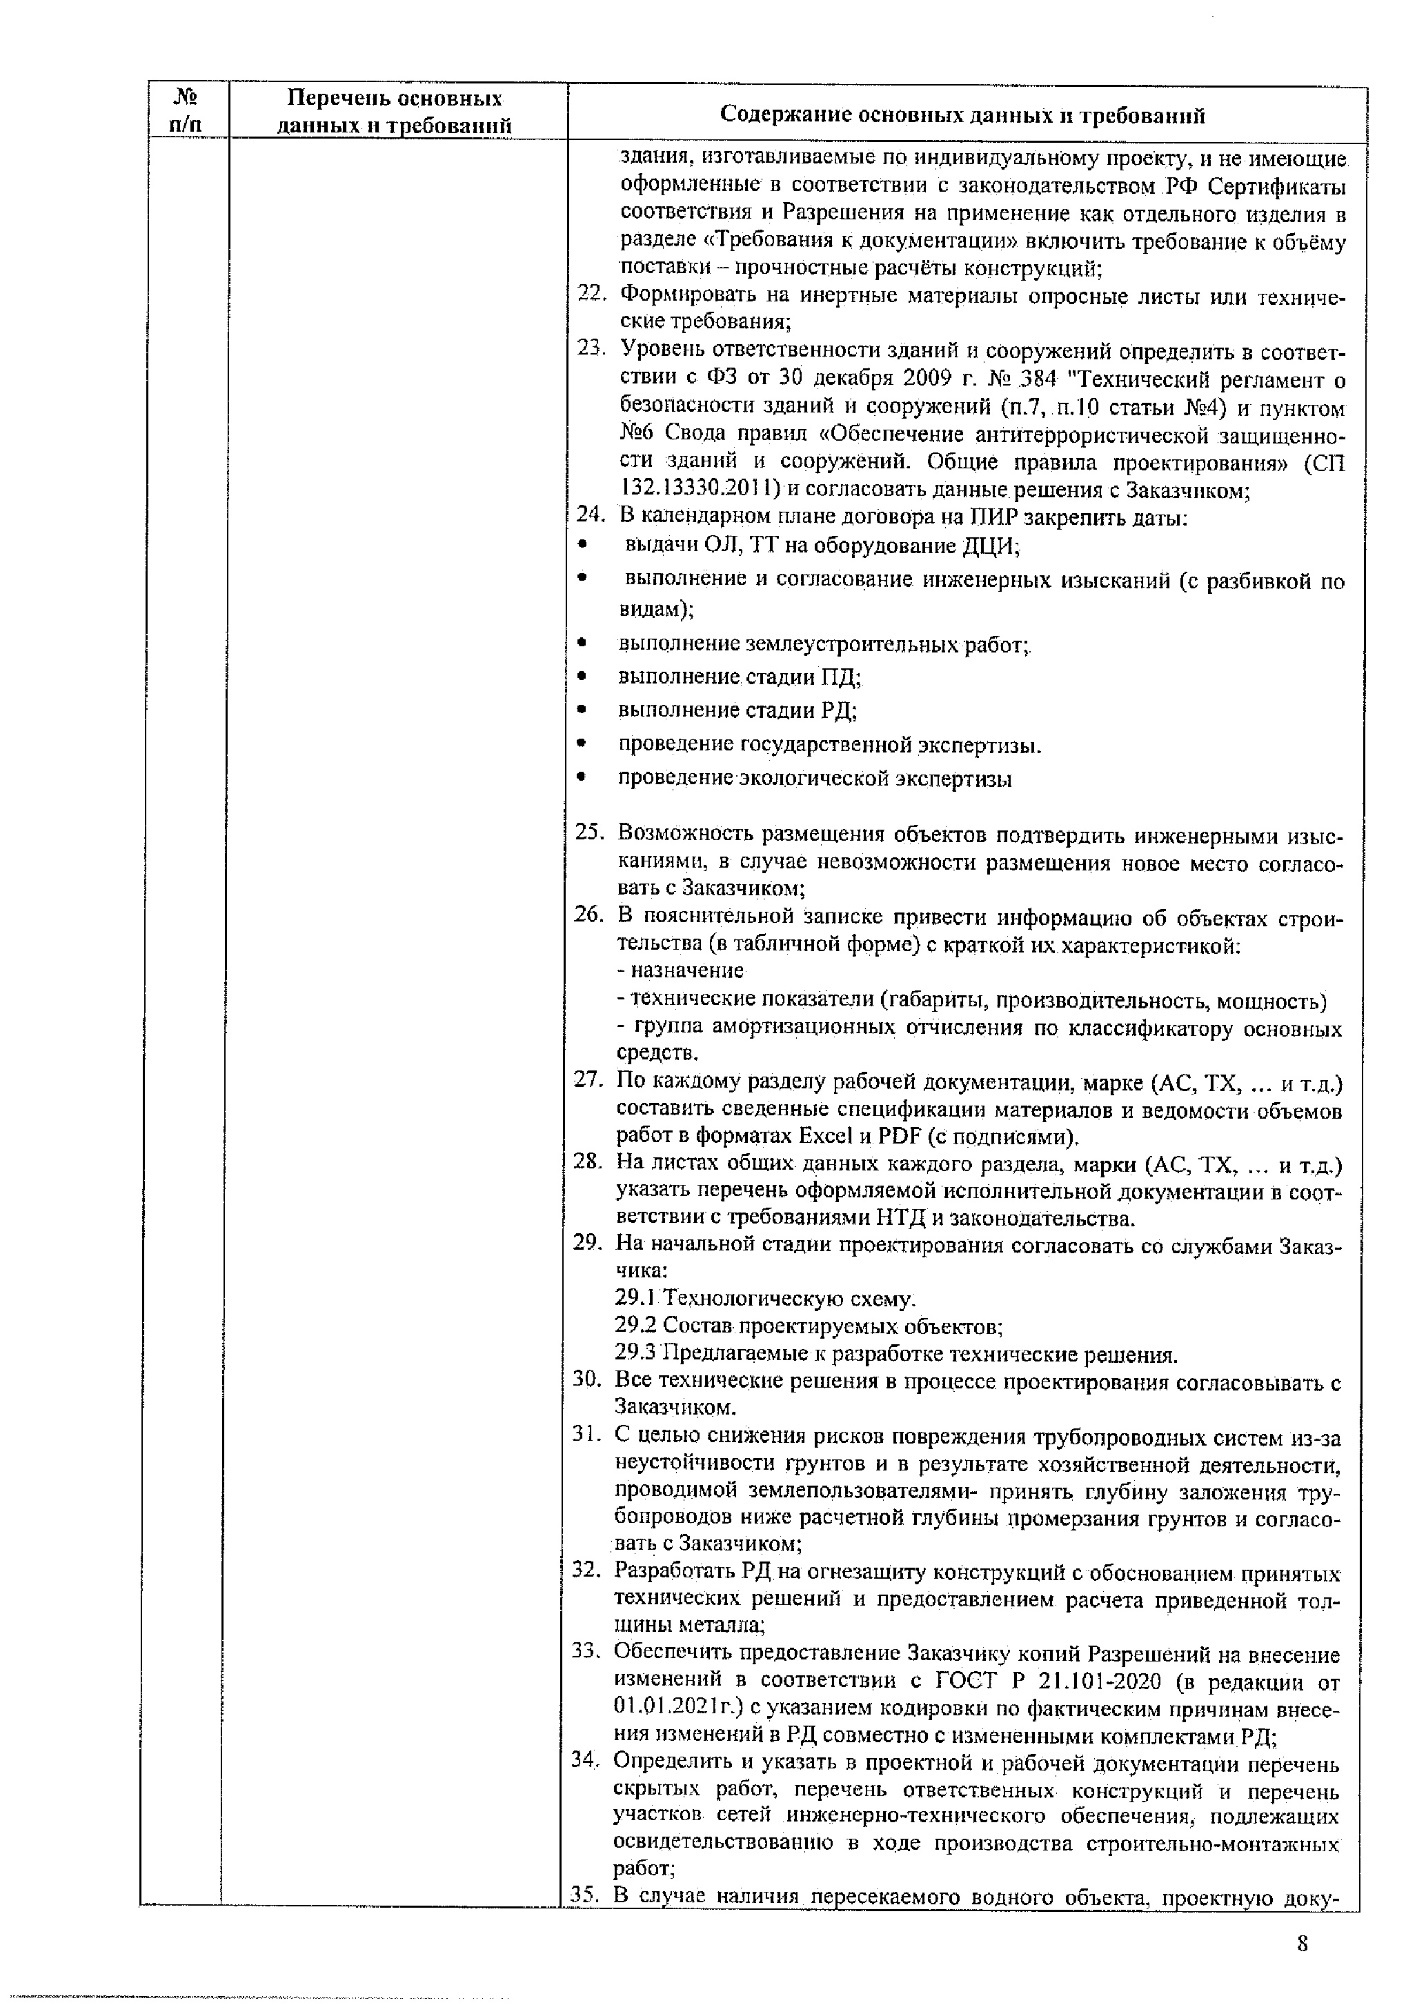 №
п/п
Перечень основных
данных и требований
Содержание основных данных и требований
здания, изготавливаемые по индивидуальному проекту, и не имеющие
оформленные в соответствии с законодательством РФ Сертификаты
соответствия и Разрешения на применение как отдельного изделия в
разделе «Требования к документации» включить требование к объёму
поставки – прочностные расчёты конструкций;
22. Формировать на инертные материалы опросные листы или техниче-
ские требования;
23. Уровень ответственности зданий и сооружений определить в соответ-
ствии с ФЗ от 30 декабря 2009 г. № 384 "Технический регламент о
безопасности зданий и сооружений (п.7, п.10 статьи №4) и пунктом
№6 Свода правил «Обеспечение антитеррористической защищенно-
сти зданий и сооружений. Общие правила проектирования» (СП
132.13330.2011) и согласовать данные решения с Заказчиком;
24. В календарном плане договора на ПИР закрепить даты:
• выдачи ОЛ, ТТ на оборудование ДЦИ;
• выполнение и согласование инженерных изысканий (с разбивкой по
видам);
• выполнение землеустроительных работ;
• выполнение стадии ПД;
• выполнение стадии РД;
• проведение государственной экспертизы.
• проведение экологической экспертизы
25. Возможность размещения объектов подтвердить инженерными изыс-
каниями, в случае невозможности размещения новое место согласо-
вать с Заказчиком;
26. В пояснительной записке привести информацию об объектах строи-
тельства (в табличной форме) с краткой их характеристикой:
- назначение
- технические показатели (габариты, производительность, мощность)
- группа амортизационных отчисления по классификатору основных
средств.
27. По каждому разделу рабочей документации, марке (АС, ТХ, ... и т.д.)
составить сведенные спецификации материалов и ведомости объемов
работ в форматах Excel и PDF (с подписями).
28. На листах общих данных каждого раздела, марки (АС, ТХ, ... и т.д.)
указать перечень оформляемой исполнительной документации в соот-
ветствии с требованиями НТД и законодательства.
29. На начальной стадии проектирования согласовать со службами Заказ-
чика:
29.1 Технологическую схему.
29.2 Состав проектируемых объектов;
29.3 Предлагаемые к разработке технические решения.
30. Все технические решения в процессе проектирования согласовывать с
Заказчиком.
31. С целью снижения рисков повреждения трубопроводных систем из-за
неустойчивости грунтов и в результате хозяйственной деятельности,
проводимой землепользователями- принять глубину заложения тру-
бопроводов ниже расчетной глубины промерзания грунтов и согласо-
вать с Заказчиком;
32. Разработать РД на огнезащиту конструкций с обоснованием принятых
технических решений и предоставлением расчета приведенной тол-
щины металла;
33. Обеспечить предоставление Заказчику копий Разрешений на внесение
изменений в соответствии с ГОСТ Р 21.101-2020 (в редакции от
01.01.2021г.) с указанием кодировки по фактическим причинам внесе-
ния изменений в РД совместно с измененными комплектами РД;
34. Определить и указать в проектной и рабочей документации перечень
скрытых работ, перечень ответственных конструкций и перечень
участков сетей инженерно-технического обеспечения, подлежащих
освидетельствованию в ходе производства строительно-монтажных
работ;
35. В случае наличия пересекаемого водного объекта, проектную доку-
8